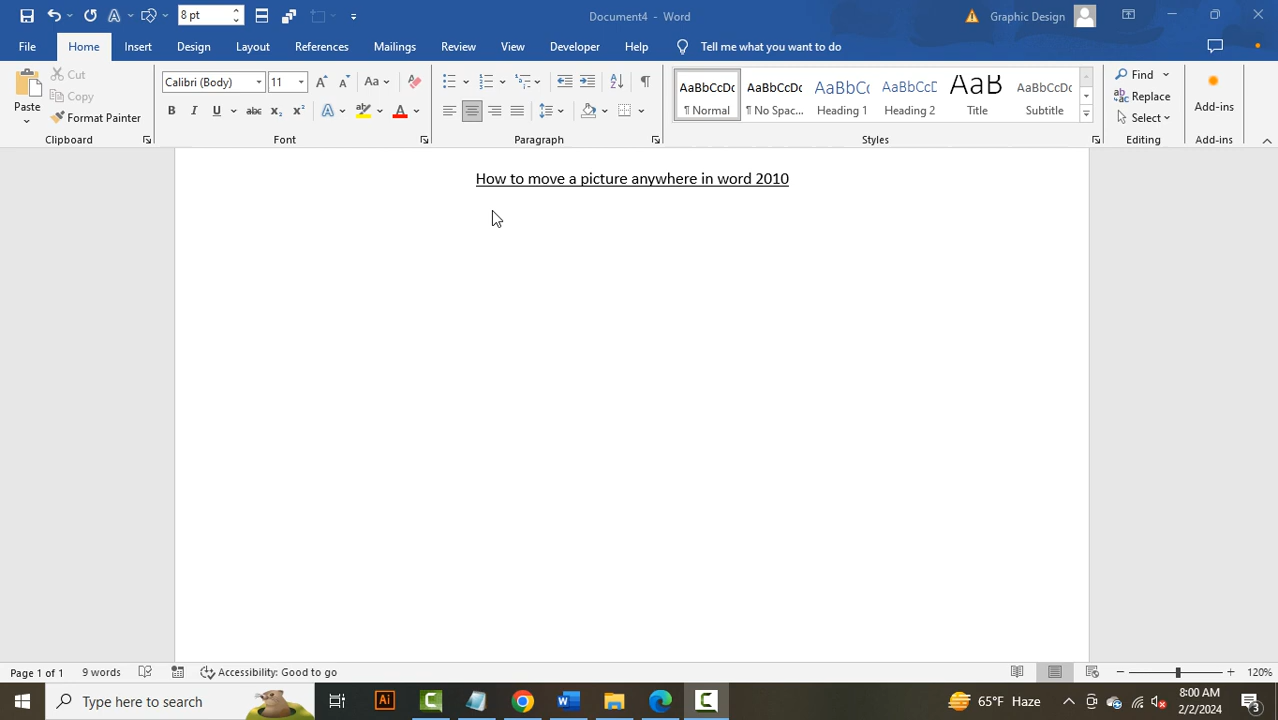 8 pt
Document4 - Word
Graphic Design
File Home Insert Design Layout References Mailings Review View Developer Help Tell me what you want to do
Paste
Cut
Copy
Format Painter
Clipboard
Calibri (Body) 11
Font
Paragraph
AaBbCcDc AaBbCcDc AaBbCc AaBbCcD AaB AaBbCcDc
¶ Normal ¶ No Spac... Heading 1 Heading 2 Title Subtitle
Styles
Find
Replace
Select
Editing
Add-ins
Add-ins
How to move a picture anywhere in word 2010
Page 1 of 1 9 words Accessibility: Good to go 120%
Type here to search
65°F Haze
8:00 AM
2/2/2024
3